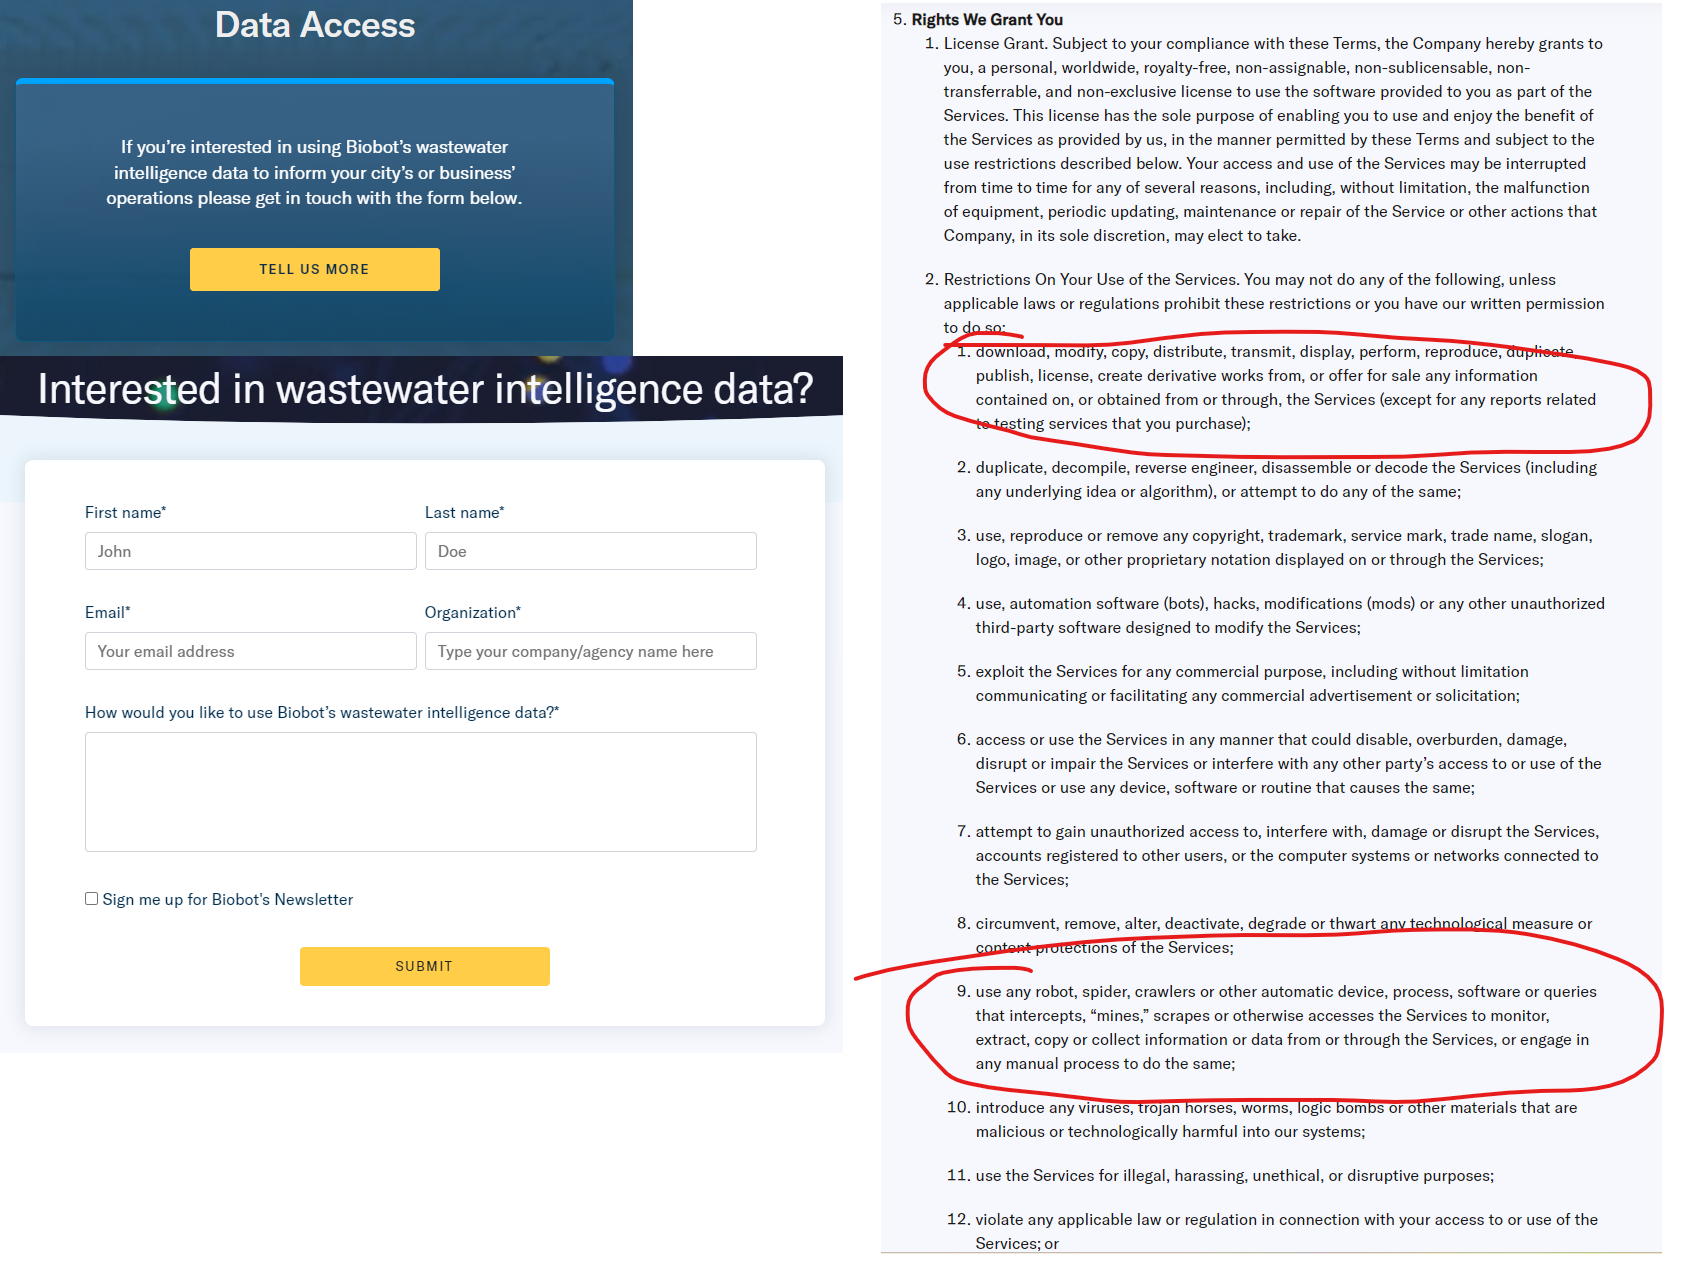 Data Access
If you’re interested in using Biobot’s wastewater
intelligence data to inform your city’s or business’
operations please get in touch with the form below.
TELL US MORE
Interested in wastewater intelligence data?
First name*
Last name*
John
Doe
Email*
Organization*
Your email address
Type your company/agency name here
How would you like to use Biobot’s wastewater intelligence data?*
Sign me up for Biobot's Newsletter
SUBMIT
5. Rights We Grant You
1. License Grant. Subject to your compliance with these Terms, the Company hereby grants to
you, a personal, worldwide, royalty-free, non-assignable, non-sublicensable, non-
transferrable, and non-exclusive license to use the software provided to you as part of the
Services. This license has the sole purpose of enabling you to use and enjoy the benefit of
the Services as provided by us, in the manner permitted by these Terms and subject to the
use restrictions described below. Your access and use of the Services may be interrupted
from time to time for any of several reasons, including, without limitation, the malfunction
of equipment, periodic updating, maintenance or repair of the Service or other actions that
Company, in its sole discretion, may elect to take.
2. Restrictions On Your Use of the Services. You may not do any of the following, unless
applicable laws or regulations prohibit these restrictions or you have our written permission
to do so:
1. download, modify, copy, distribute, transmit, display, perform, reproduce, duplicate,
publish, license, create derivative works from, or offer for sale any information
contained on, or obtained from or through, the Services (except for any reports related
to testing services that you purchase);
2. duplicate, decompile, reverse engineer, disassemble or decode the Services (including
any underlying idea or algorithm), or attempt to do any of the same;
3. use, reproduce or remove any copyright, trademark, service mark, trade name, slogan,
logo, image, or other proprietary notation displayed on or through the Services;
4. use, automation software (bots), hacks, modifications (mods) or any other unauthorized
third-party software designed to modify the Services;
5. exploit the Services for any commercial purpose, including without limitation
communicating or facilitating any commercial advertisement or solicitation;
6. access or use the Services in any manner that could disable, overburden, damage,
disrupt or impair the Services or interfere with any other party’s access to or use of the
Services or use any device, software or routine that causes the same;
7. attempt to gain unauthorized access to, interfere with, damage or disrupt the Services,
accounts registered to other users, or the computer systems or networks connected to
the Services;
8. circumvent, remove, alter, deactivate, degrade or thwart any technological measure or
content protections of the Services;
9. use any robot, spider, crawlers or other automatic device, process, software or queries
that intercepts, “mines,” scrapes or otherwise accesses the Services to monitor,
extract, copy or collect information or data from or through the Services, or engage in
any manual process to do the same;
10. introduce any viruses, trojan horses, worms, logic bombs or other materials that are
malicious or technologically harmful into our systems;
11. use the Services for illegal, harassing, unethical, or disruptive purposes;
12. violate any applicable law or regulation in connection with your access to or use of the
Services; or